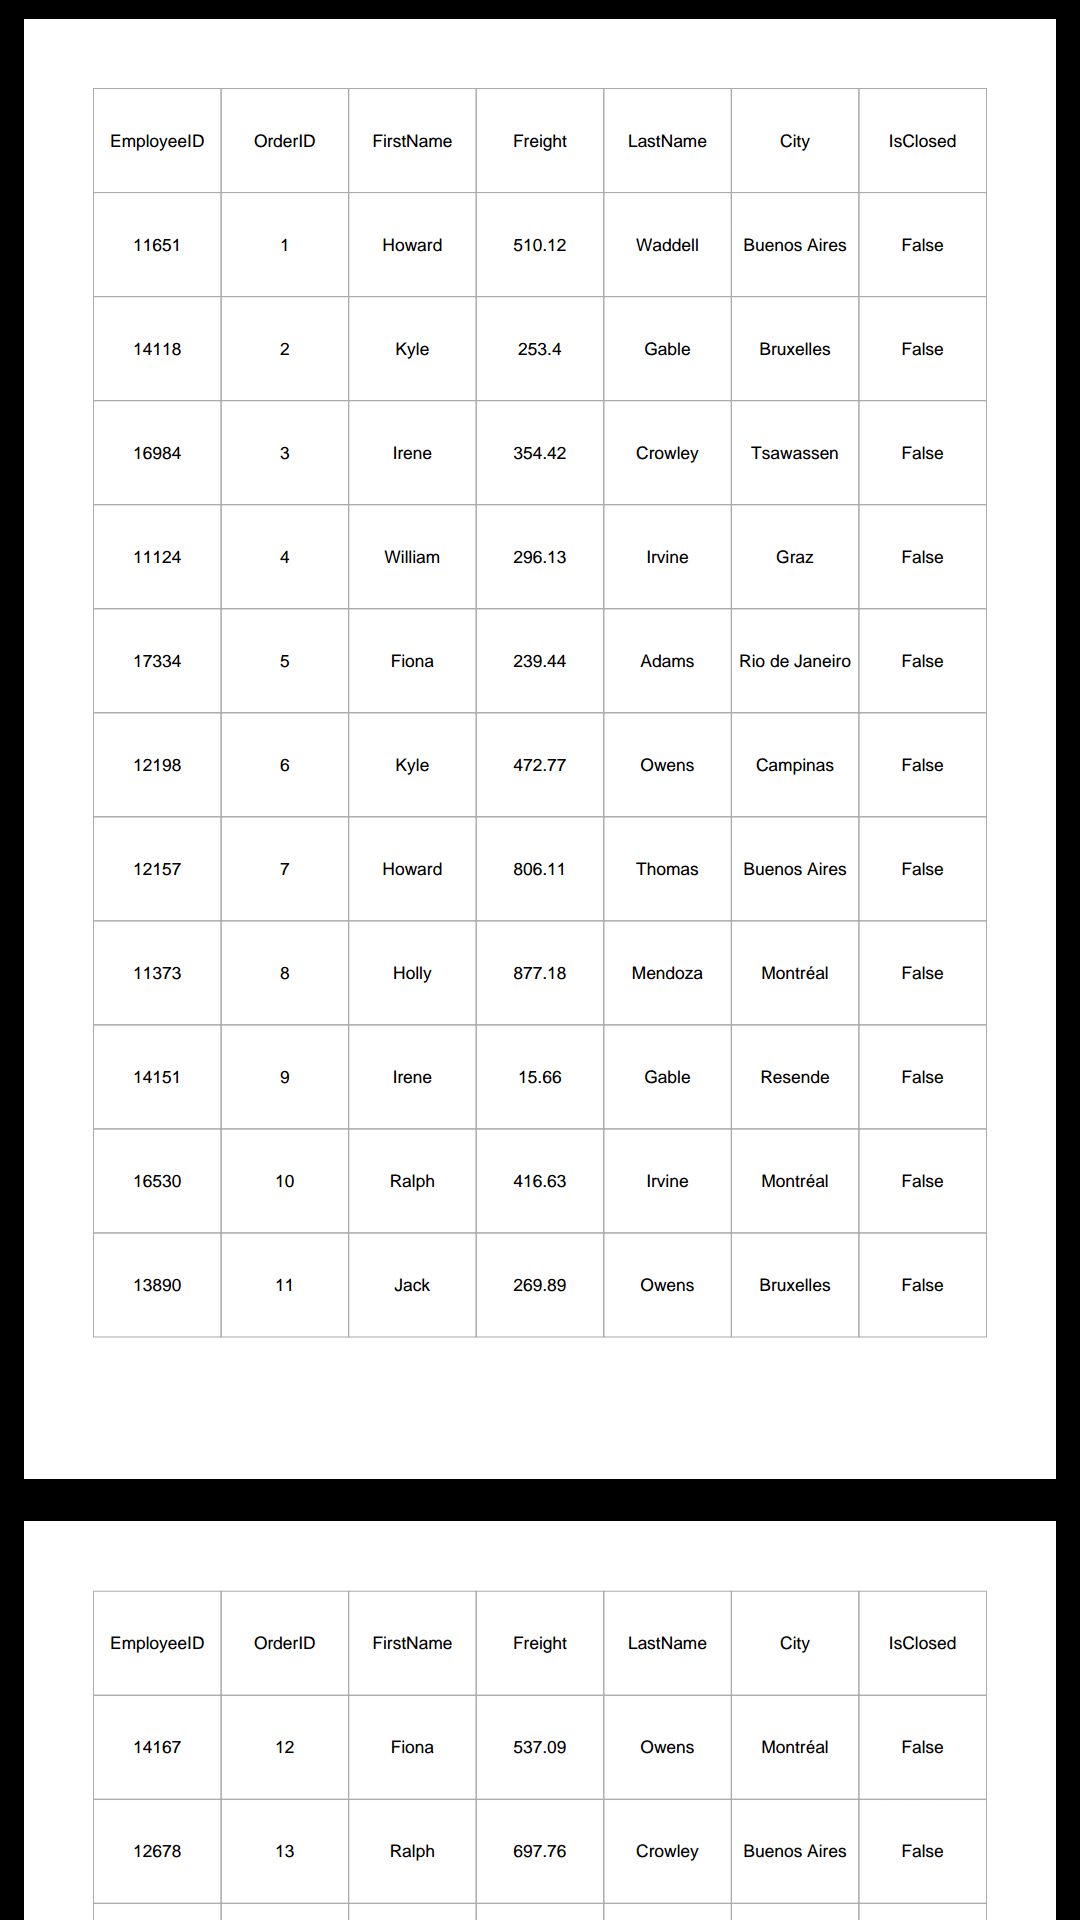 EmployeeID OrderID FirstName Freight LastName City IsClosed
11651 1 Howard 510.12 Waddell Buenos Aires False
14118 2 Kyle 253.4 Gable Bruxelles False
16984 3 Irene 354.42 Crowley Tsawassen False
11124 4 William 296.13 Irvine Graz False
17334 5 Fiona 239.44 Adams Rio de Janeiro False
12198 6 Kyle 472.77 Owens Campinas False
12157 7 Howard 806.11 Thomas Buenos Aires False
11373 8 Holly 877.18 Mendoza Montréal False
14151 9 Irene 15.66 Gable Resende False
16530 10 Ralph 416.63 Irvine Montréal False
13890 11 Jack 269.89 Owens Bruxelles False
EmployeeID OrderID FirstName Freight LastName City IsClosed
14167 12 Fiona 537.09 Owens Montréal False
12678 13 Ralph 697.76 Crowley Buenos Aires False